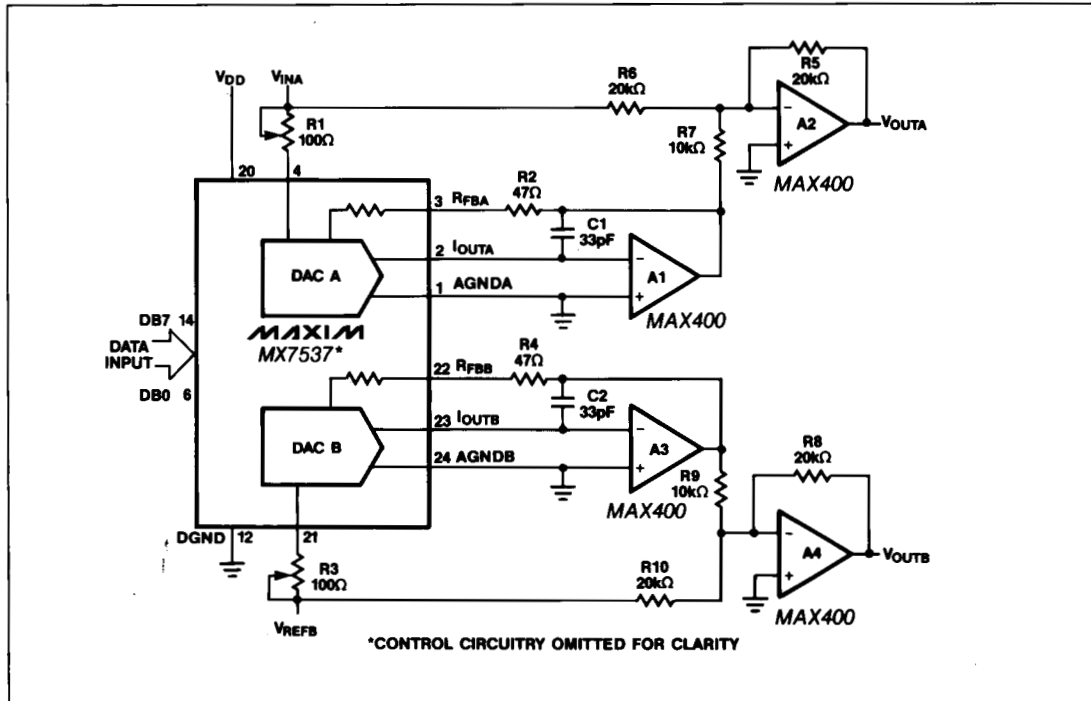 VDD
VINA
R1
100Ω
20
4
R6
20kΩ
R5
20kΩ
R7
10kΩ
A2
−
+
VOUTA
MAX400
3 RFBA
R2
47Ω
C1
33pF
2 IOUTA
1 AGNDA
−
+
A1
MAX400
DAC A
MAXIM
MX7537*
DB7 14
DATA
INPUT
DB0 6
22 RFBB
R4
47Ω
C2
33pF
23 IOUTB
24 AGNDB
−
+
A3
MAX400
DAC B
R9
10kΩ
R8
20kΩ
−
+
A4
VOUTB
MAX400
DGND 12
21
R3
100Ω
VREFB
R10
20kΩ
*CONTROL CIRCUITRY OMITTED FOR CLARITY